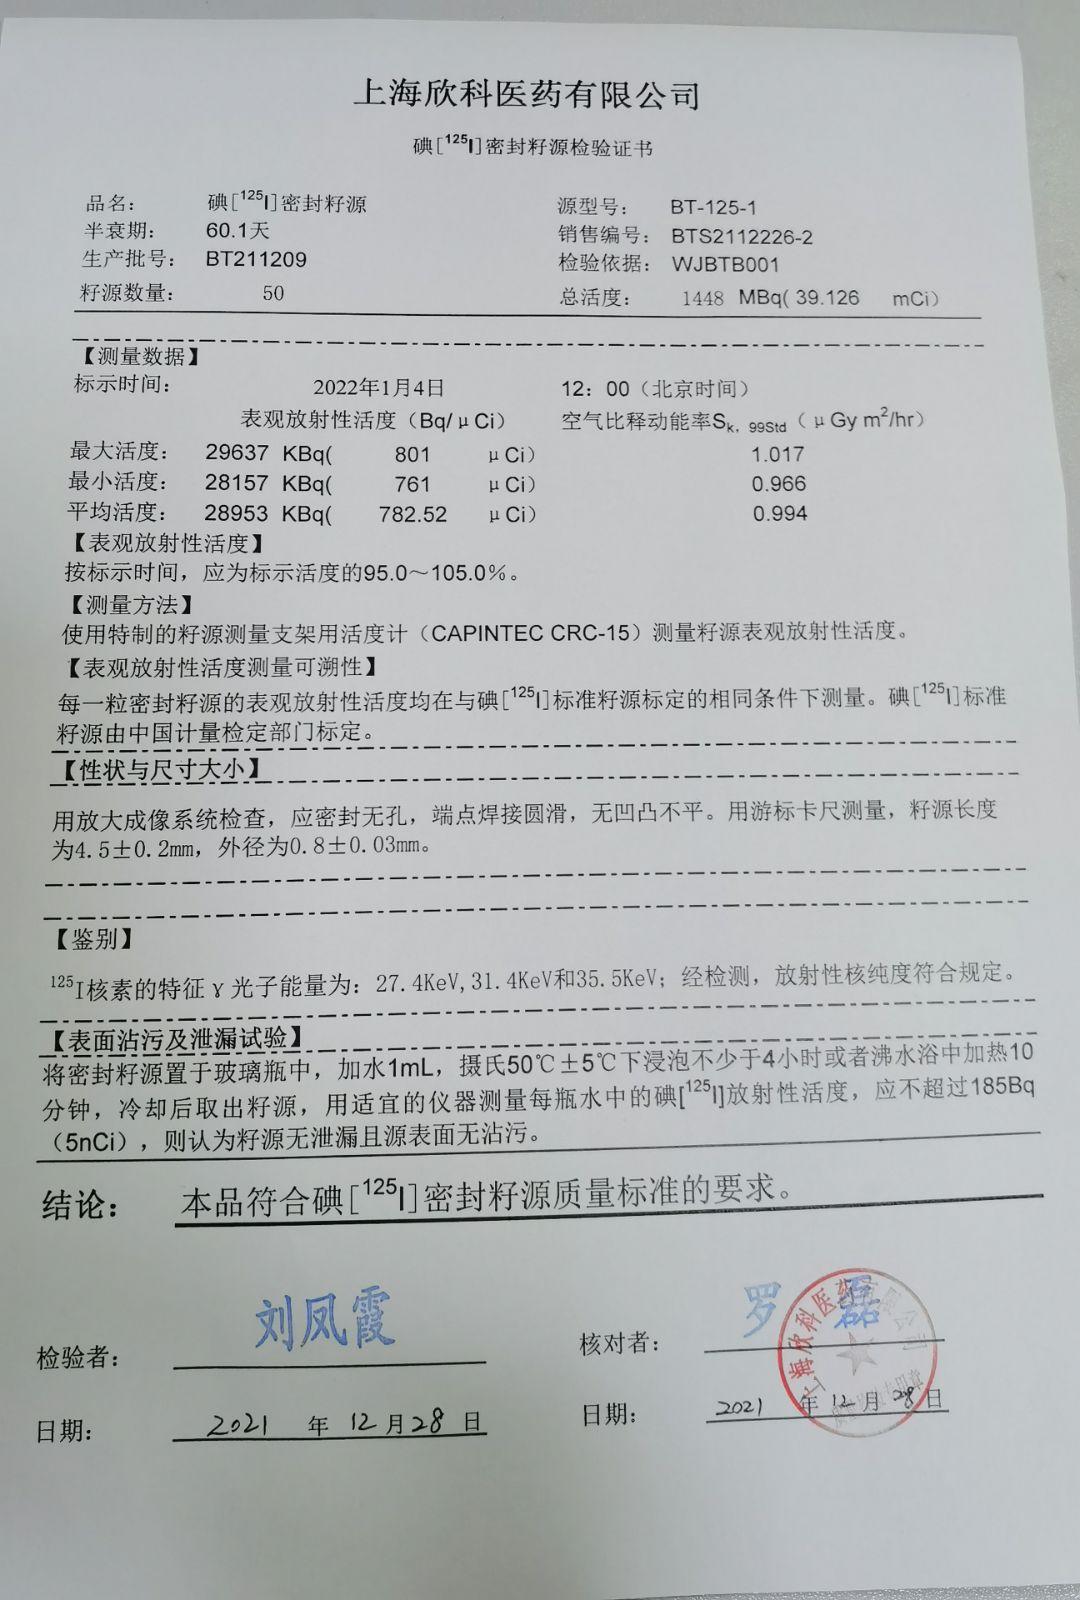 上海欣科医药有限公司
碘[¹²⁵I]密封籽源检验证书
品名： 碘[¹²⁵I]密封籽源 源型号： BT-125-1
半衰期： 60.1天 销售编号： BTS2112226-2
生产批号： BT211209 检验依据： WJBTB001
籽源数量： 50 总活度： 1448 MBq( 39.126 mCi）
【测量数据】
标示时间： 2022年1月4日 12：00（北京时间）
表观放射性活度（Bq/μCi） 空气比释动能率Sk，99Std（μGy m²/hr）
最大活度： 29637 KBq( 801 μCi） 1.017
最小活度： 28157 KBq( 761 μCi） 0.966
平均活度： 28953 KBq( 782.52 μCi） 0.994
【表观放射性活度】
按标示时间，应为标示活度的95.0～105.0%。
【测量方法】
使用特制的籽源测量支架用活度计（CAPINTEC CRC-15）测量籽源表观放射性活度。
【表观放射性活度测量可溯性】
每一粒密封籽源的表观放射性活度均在与碘[¹²⁵I]标准籽源标定的相同条件下测量。碘[¹²⁵I]标准
籽源由中国计量检定部门标定。
【性状与尺寸大小】
用放大成像系统检查，应密封无孔，端点焊接圆滑，无凹凸不平。用游标卡尺测量，籽源长度
为4.5±0.2mm，外径为0.8±0.03mm。
【鉴别】
¹²⁵I核素的特征γ光子能量为：27.4KeV,31.4KeV和35.5KeV；经检测，放射性核纯度符合规定。
【表面沾污及泄漏试验】
将密封籽源置于玻璃瓶中，加水1mL，摄氏50℃±5℃下浸泡不少于4小时或者沸水浴中加热10
分钟，冷却后取出籽源，用适宜的仪器测量每瓶水中的碘[¹²⁵I]放射性活度，应不超过185Bq
（5nCi），则认为籽源无泄漏且源表面无沾污。
结论： 本品符合碘[¹²⁵I]密封籽源质量标准的要求。
检验者： 刘凤霞 核对者： 罗磊
日期： 2021 年 12 月 28 日 日期： 2021 年 12 月 28 日
上海欣科医药有限公司